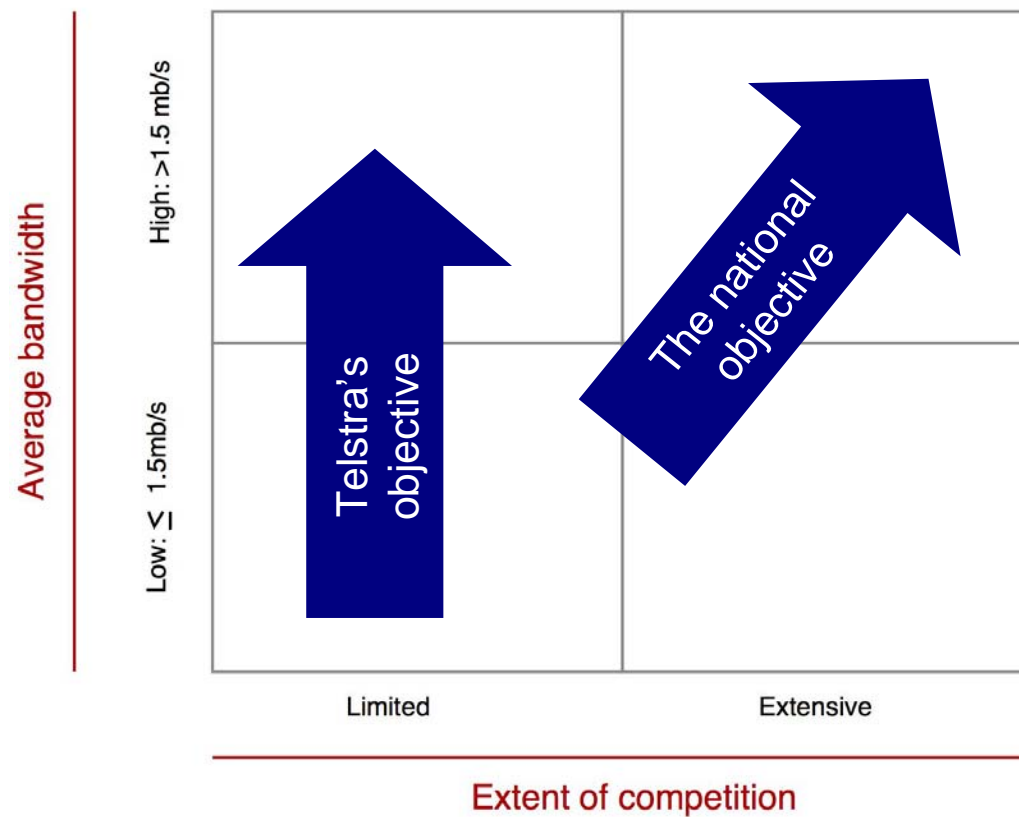 Average bandwidth
High: >1.5 mb/s
Low: ≤ 1.5mb/s
Telstra's
objective
The national
objective
Limited
Extensive
Extent of competition